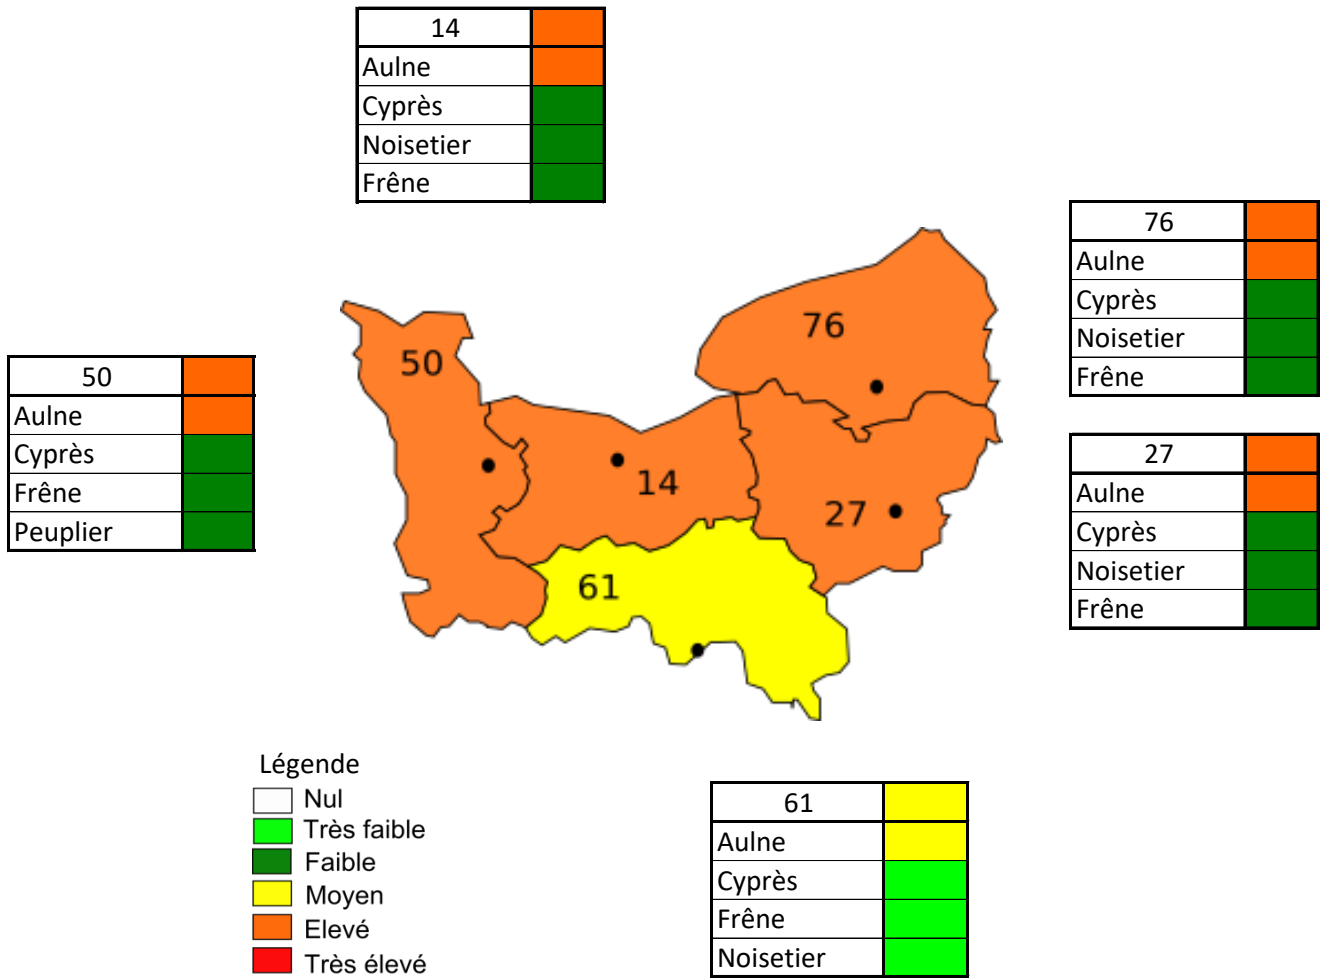 14
Aulne
Cyprès
Noisetier
Frêne
76
Aulne
Cyprès
Noisetier
Frêne
50
Aulne
Cyprès
Frêne
Peuplier
27
Aulne
Cyprès
Noisetier
Frêne
76
50
14
27
61
Légende
Nul
Très faible
Faible
Moyen
Elevé
Très élevé
61
Aulne
Cyprès
Frêne
Noisetier